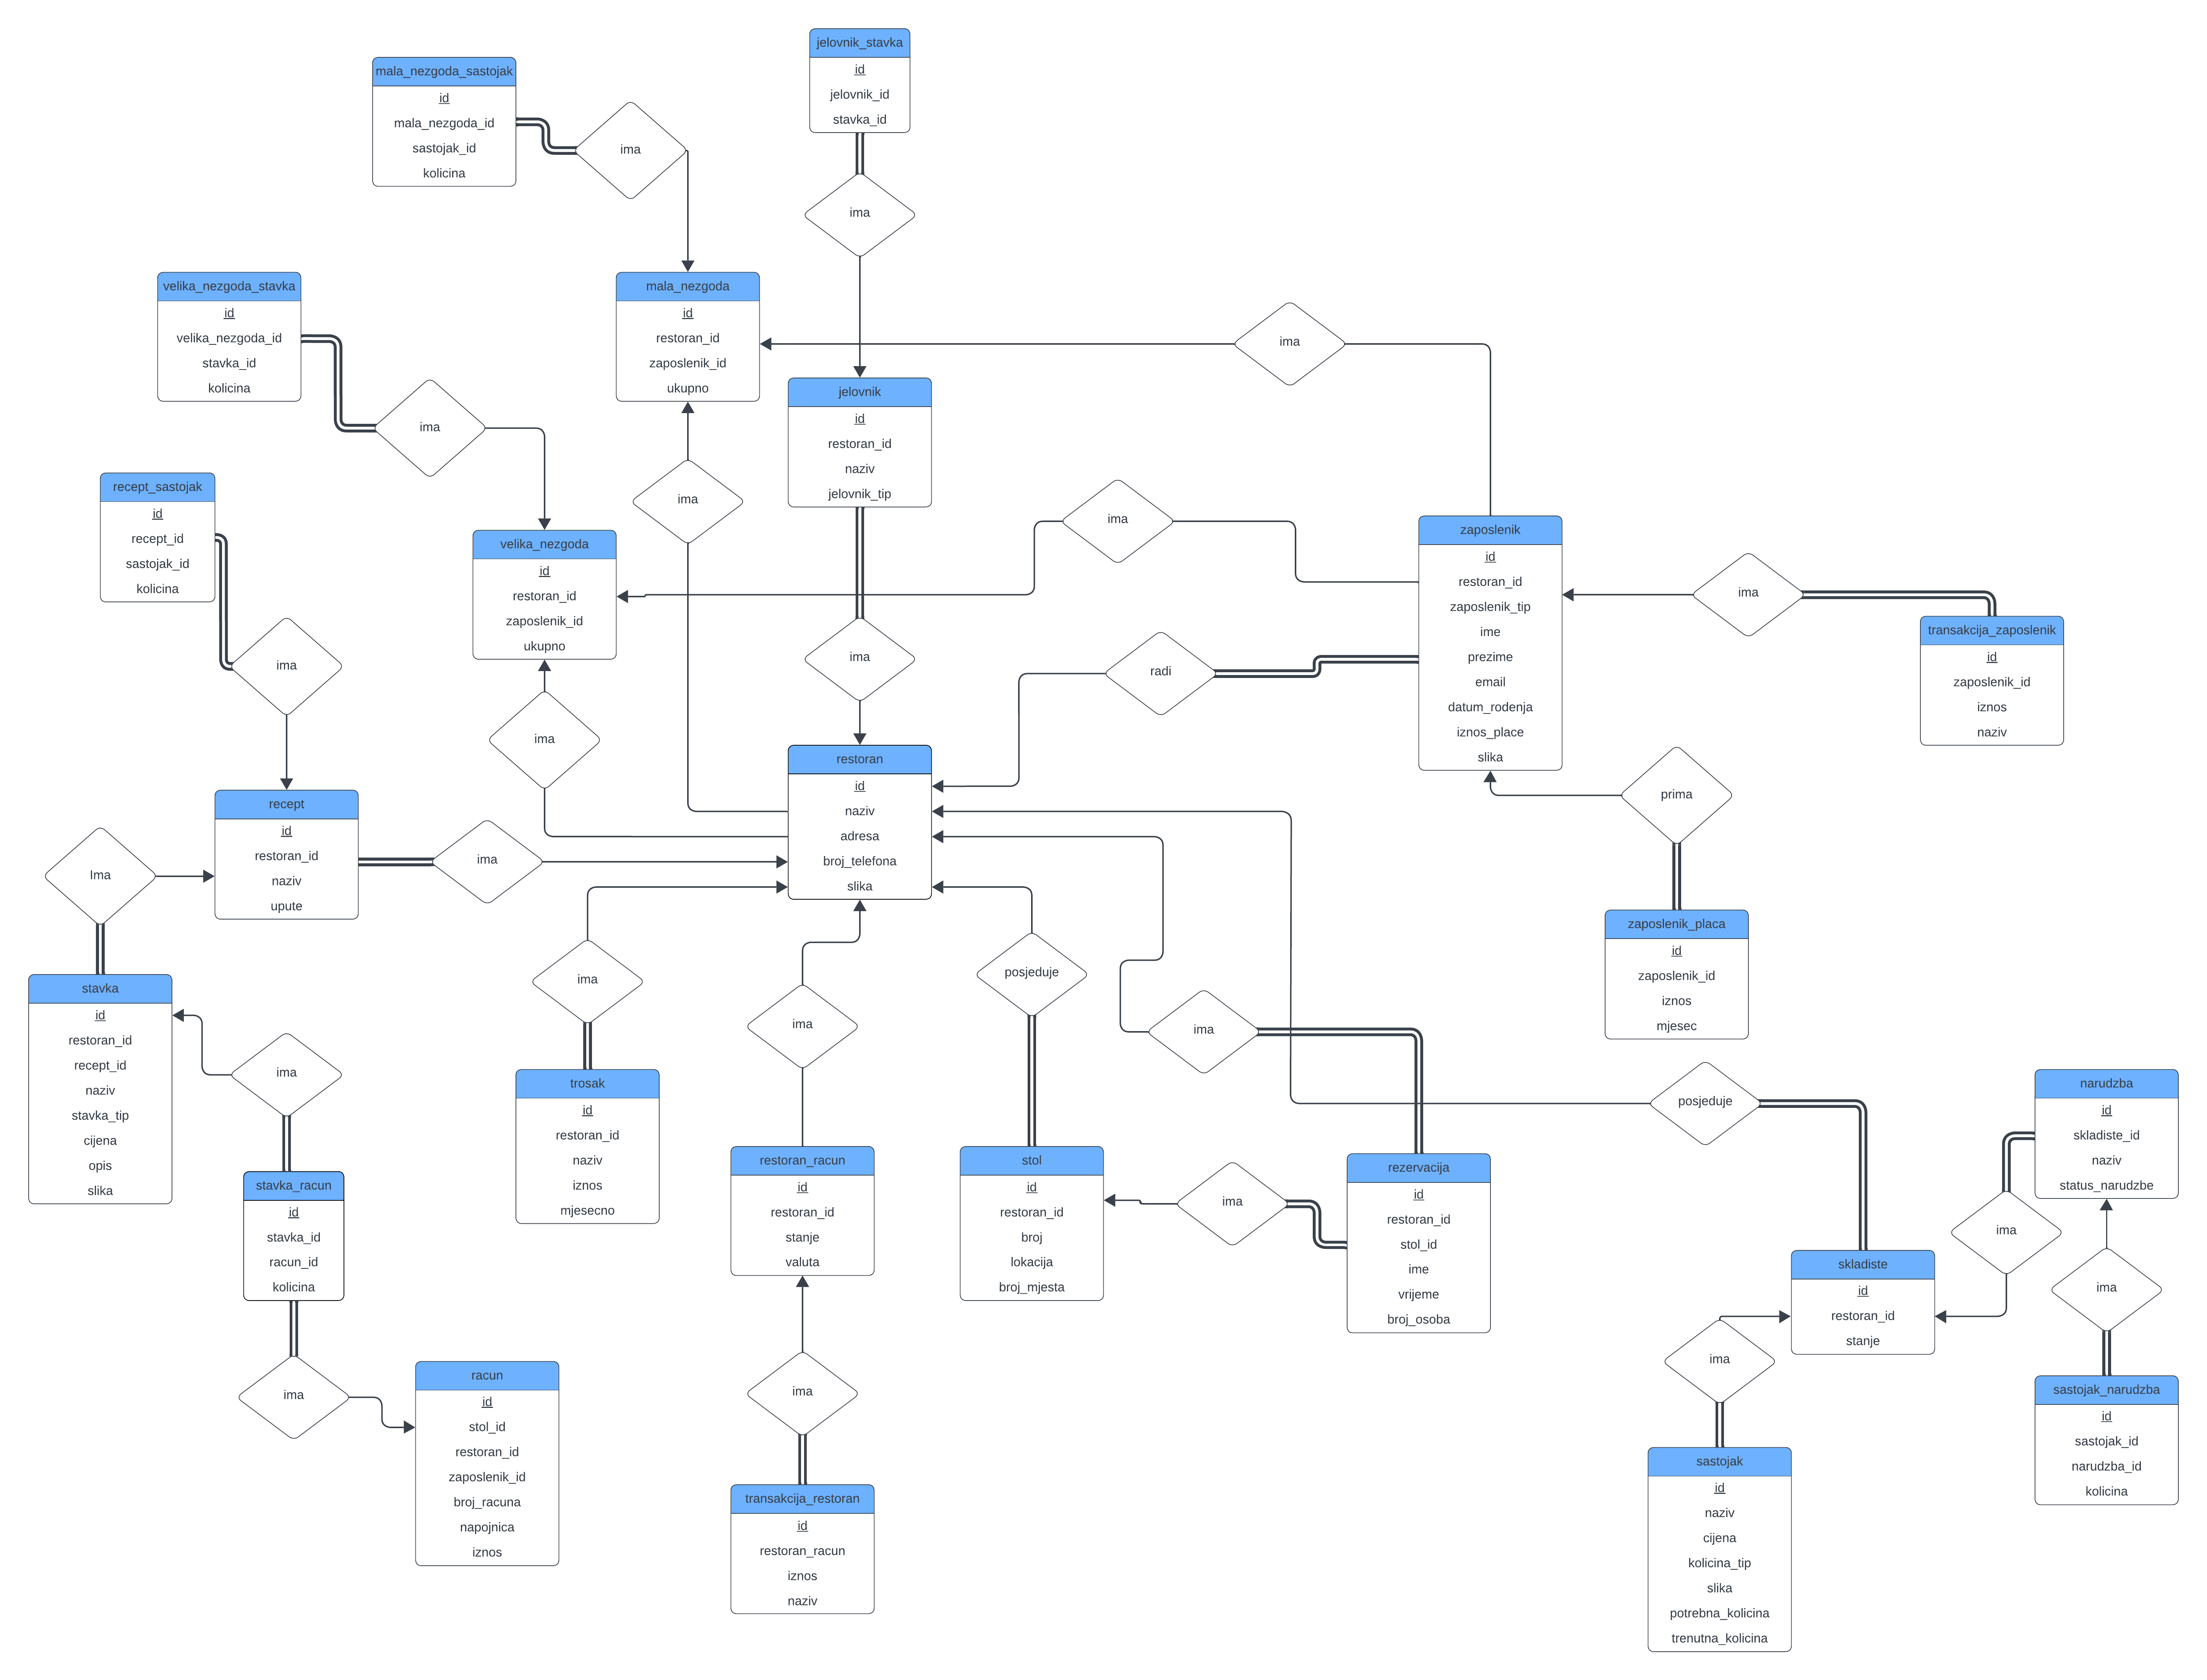 jelovnik_stavka
id
jelovnik_id
stavka_id
mala_nezgoda_sastojak
id
mala_nezgoda_id
sastojak_id
kolicina
ima
ima
velika_nezgoda_stavka
id
velika_nezgoda_id
stavka_id
kolicina
mala_nezgoda
id
restoran_id
zaposlenik_id
ukupno
ima
jelovnik
id
restoran_id
naziv
jelovnik_tip
ima
ima
recept_sastojak
id
recept_id
sastojak_id
kolicina
velika_nezgoda
id
restoran_id
zaposlenik_id
ukupno
ima
zaposlenik
id
restoran_id
zaposlenik_tip
ime
prezime
email
datum_rodenja
iznos_place
slika
ima
transakcija_zaposlenik
id
zaposlenik_id
iznos
naziv
ima
ima
radi
ima
restoran
id
naziv
adresa
broj_telefona
slika
prima
recept
id
restoran_id
naziv
upute
Ima
ima
zaposlenik_placa
id
zaposlenik_id
iznos
mjesec
stavka
id
restoran_id
recept_id
naziv
stavka_tip
cijena
opis
slika
ima
ima
ima
posjeduje
ima
posjeduje
trosak
id
restoran_id
naziv
iznos
mjesecno
narudzba
id
skladiste_id
naziv
status_narudzbe
stavka_racun
id
stavka_id
racun_id
kolicina
restoran_racun
id
restoran_id
stanje
valuta
stol
id
restoran_id
broj
lokacija
broj_mjesta
ima
rezervacija
id
restoran_id
stol_id
ime
vrijeme
broj_osoba
ima
skladiste
id
restoran_id
stanje
ima
ima
ima
ima
racun
id
stol_id
restoran_id
zaposlenik_id
broj_racuna
napojnica
iznos
sastojak_narudzba
id
sastojak_id
narudzba_id
kolicina
sastojak
id
naziv
cijena
kolicina_tip
slika
potrebna_kolicina
trenutna_kolicina
transakcija_restoran
id
restoran_racun
iznos
naziv